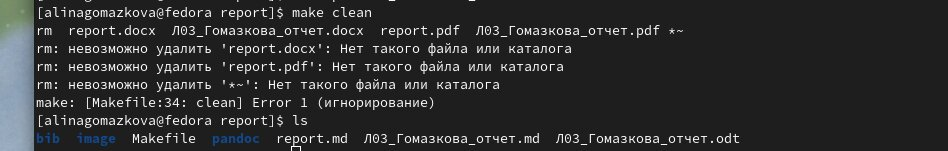 [alinagomazkova@fedora report]$ make clean
rm  report.docx  Л03_Гомазкова_отчет.docx  report.pdf  Л03_Гомазкова_отчет.pdf *~
rm: невозможно удалить 'report.docx': Нет такого файла или каталога
rm: невозможно удалить 'report.pdf': Нет такого файла или каталога
rm: невозможно удалить '*~': Нет такого файла или каталога
make: [Makefile:34: clean] Error 1 (игнорирование)
[alinagomazkova@fedora report]$ ls
bib  image  Makefile  pandoc  report.md  Л03_Гомазкова_отчет.md  Л03_Гомазкова_отчет.odt